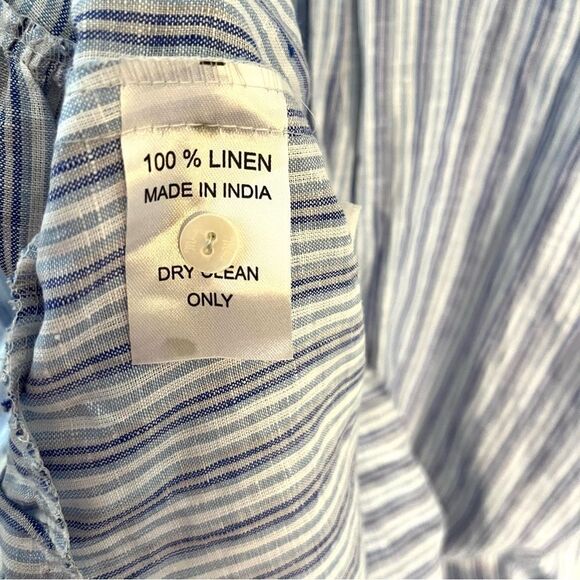 100 % LINEN
MADE IN INDIA
DRY CLEAN
ONLY